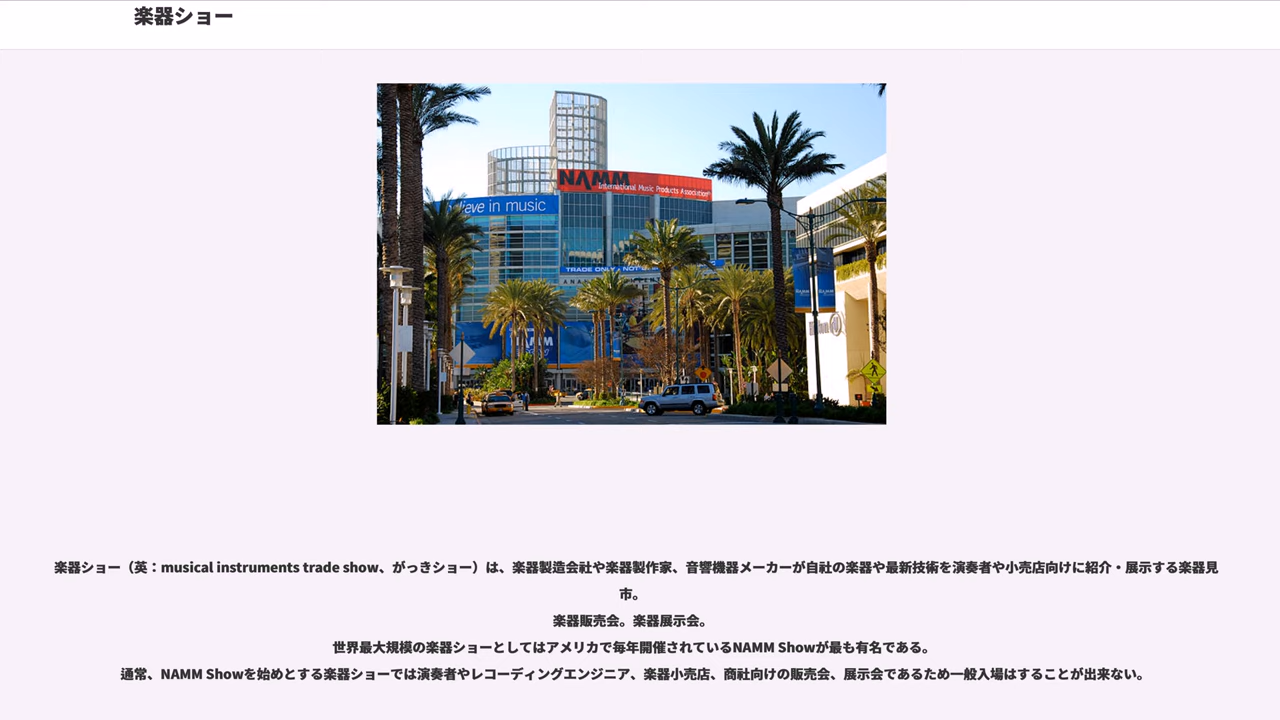 楽器ショー
NAMM
International Music Products Association
in music
TRADE ONLY - NOT
NAMM
楽器ショー（英：musical instruments trade show、がっきショー）は、楽器製造会社や楽器製作家、音響機器メーカーが自社の楽器や最新技術を演奏者や小売店向けに紹介・展示する楽器見
市。
楽器販売会。楽器展示会。
世界最大規模の楽器ショーとしてはアメリカで毎年開催されているNAMM Showが最も有名である。
通常、NAMM Showを始めとする楽器ショーでは演奏者やレコーディングエンジニア、楽器小売店、商社向けの販売会、展示会であるため一般入場はすることが出来ない。